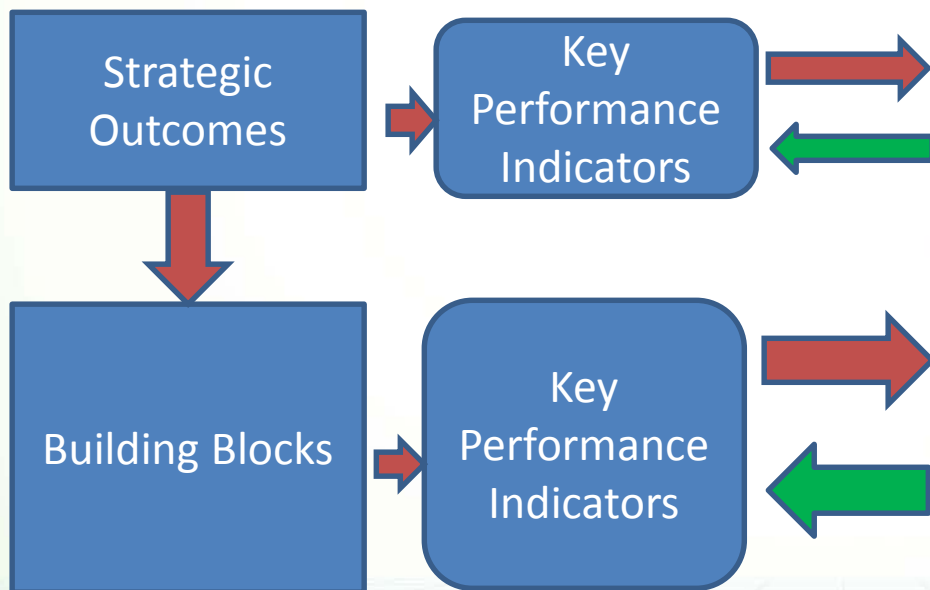 Strategic
Outcomes
Key
Performance
Indicators
Building Blocks
Key
Performance
Indicators